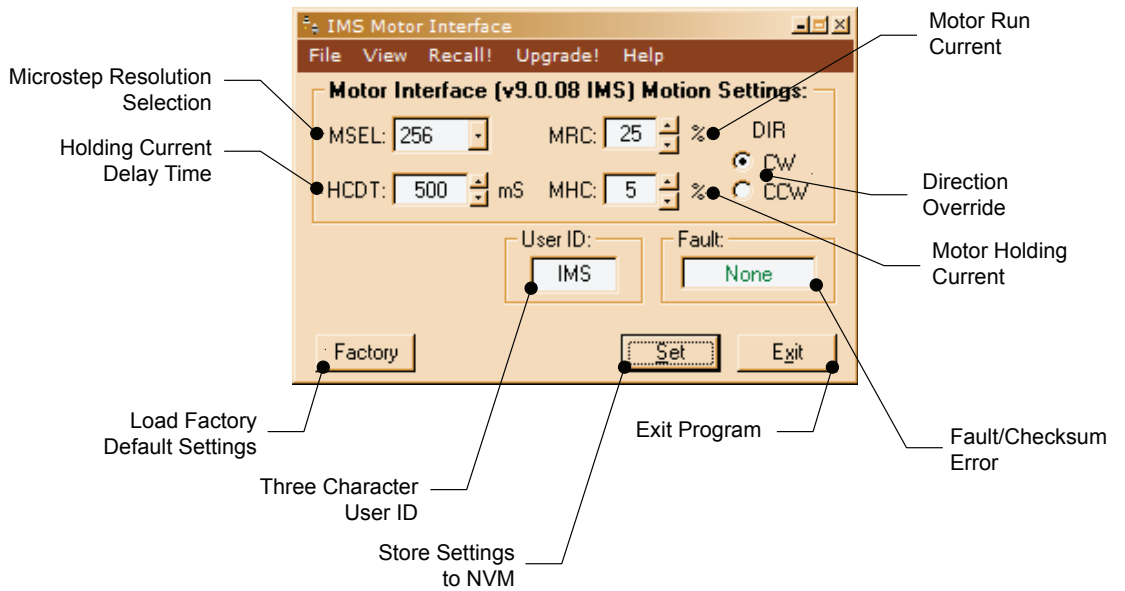 IMS Motor Interface
File View Recall! Upgrade! Help
Motor Interface (v9.0.08 IMS) Motion Settings:
MSEL: 256
MRC: 25 %
DIR
CW
HCDT: 500 mS
MHC: 5 %
CCW
User ID:
IMS
Fault:
None
Factory
Set
Exit
Microstep Resolution
Selection
Holding Current
Delay Time
Motor Run
Current
Direction
Override
Motor Holding
Current
Load Factory
Default Settings
Three Character
User ID
Store Settings
to NVM
Exit Program
Fault/Checksum
Error